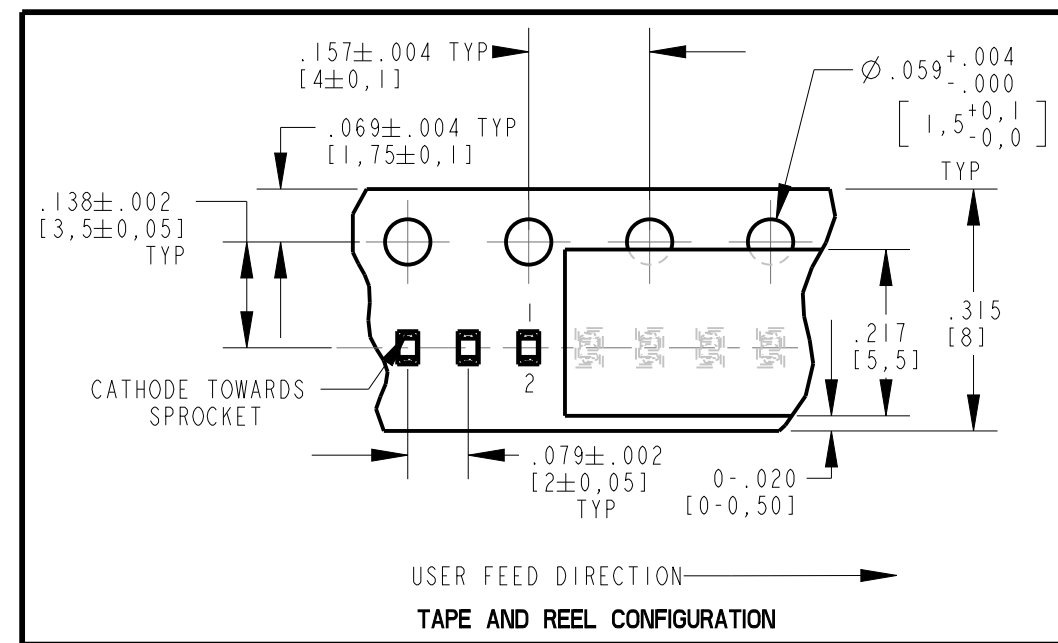 .157±.004 TYP
[4±0,1]
.069±.004 TYP
[1,75±0,1]
.138±.002
[3,5±0,05]
TYP
Ø.059+.004
-.000
[1,5+0,1
-0,0]
TYP
.315
[8]
.217
[5,5]
1
2
CATHODE TOWARDS
SPROCKET
.079±.002
[2±0,05]
TYP
0-.020
[0-0,50]
USER FEED DIRECTION
TAPE AND REEL CONFIGURATION